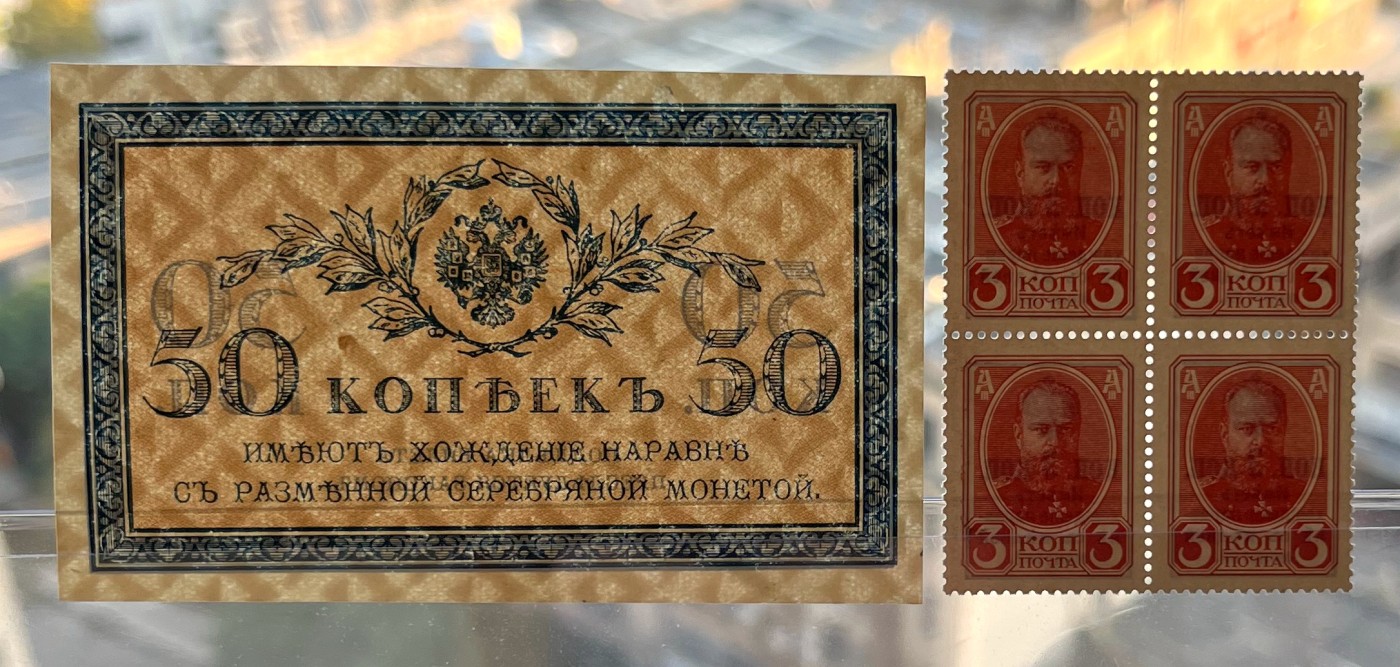 50 КОПѢЕКЪ 50
ИМѢЮТЪ ХОЖДЕНІЕ НАРАВНѢ
СЪ РАЗМѢННОЙ СЕРЕБРЯНОЙ МОНЕТОЙ.
3 КОП 3
ПОЧТА
3 КОП 3
ПОЧТА
3 КОП 3
ПОЧТА
3 КОП 3
ПОЧТА